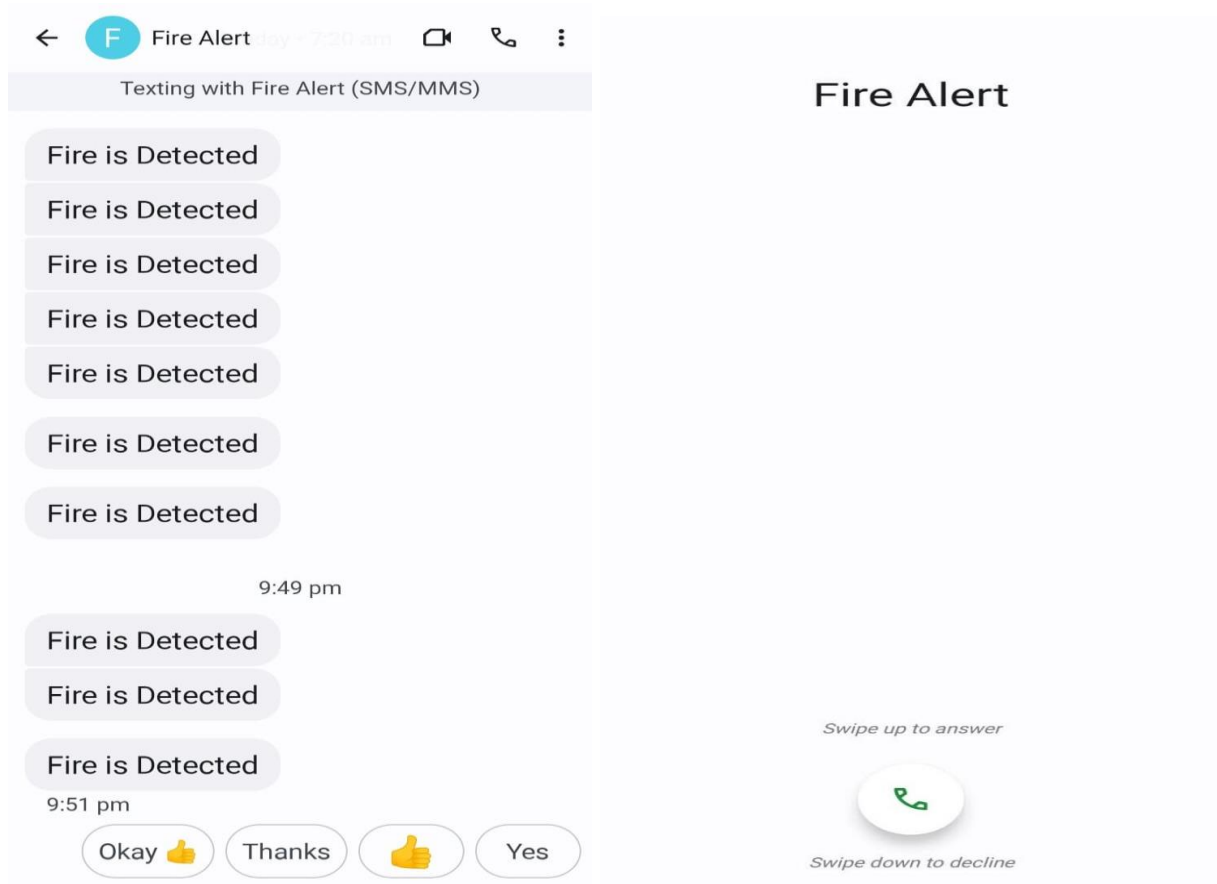 F Fire Alert
Texting with Fire Alert (SMS/MMS)
Fire is Detected
Fire is Detected
Fire is Detected
Fire is Detected
Fire is Detected
Fire is Detected
Fire is Detected
9:49 pm
Fire is Detected
Fire is Detected
Fire is Detected
9:51 pm
Okay 👍 Thanks 👍 Yes
Fire Alert
Swipe up to answer
Swipe down to decline